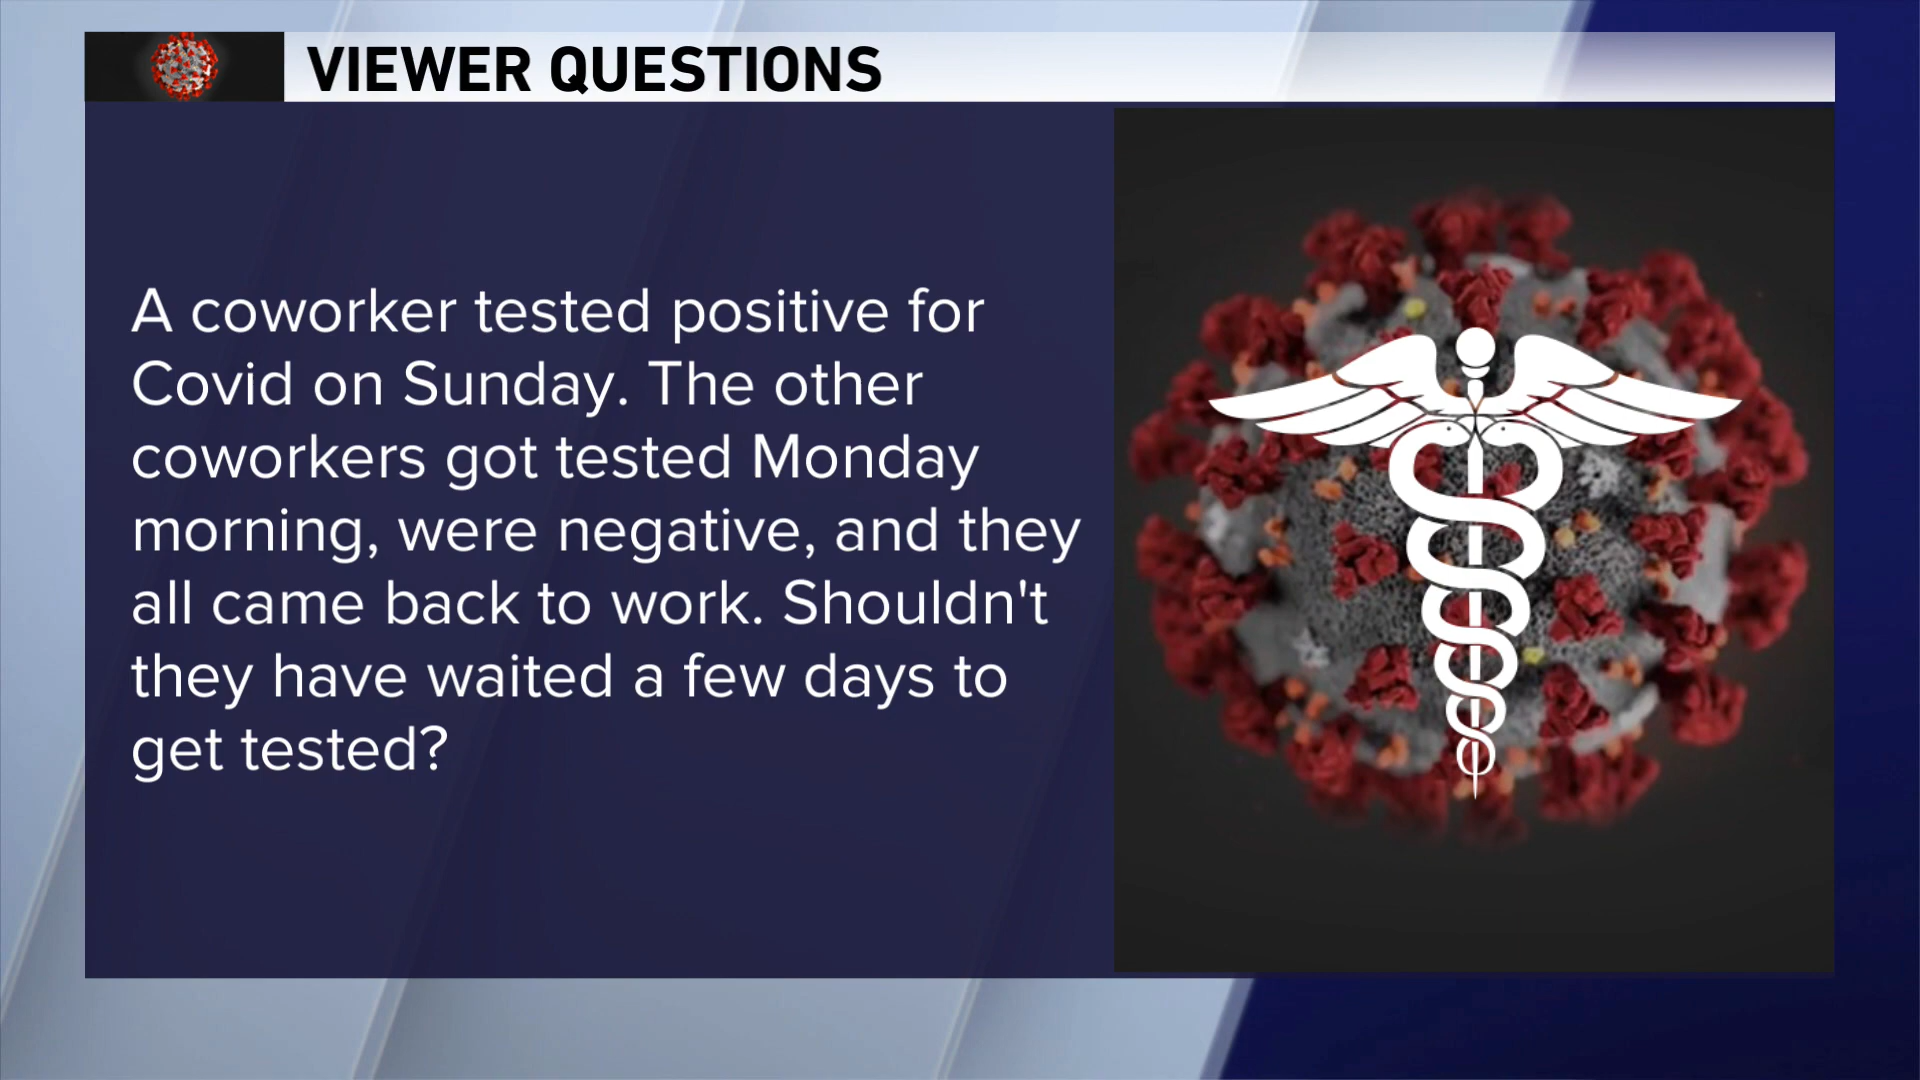 VIEWER QUESTIONS
A coworker tested positive for
Covid on Sunday. The other
coworkers got tested Monday
morning, were negative, and they
all came back to work. Shouldn't
they have waited a few days to
get tested?